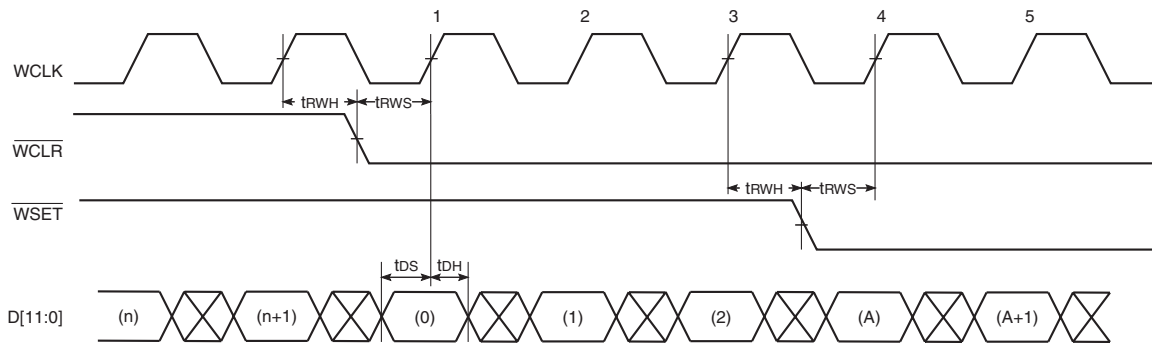 1 2 3 4 5
WCLK
tRWH tRWS
WCLR
tRWH tRWS
WSET
tDS tDH
D[11:0] (n) (n+1) (0) (1) (2) (A) (A+1)